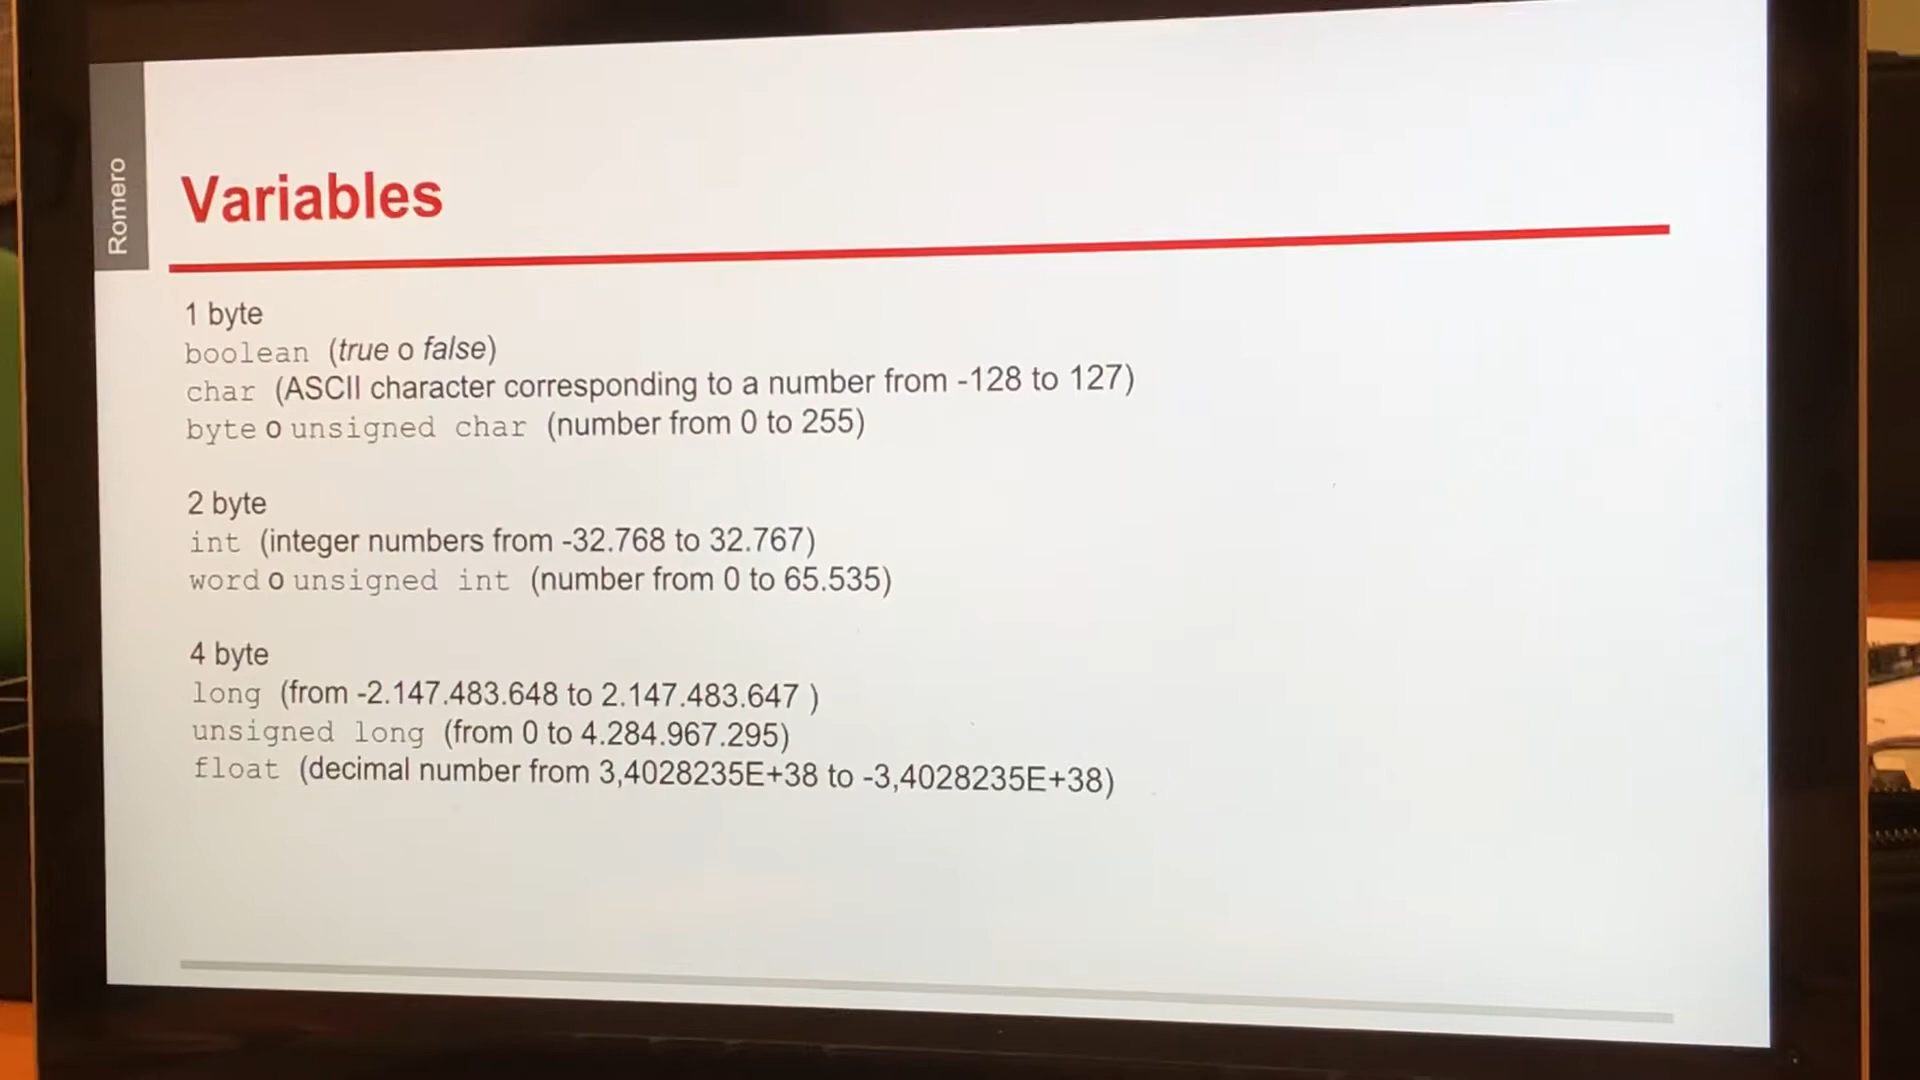 Romero
Variables
1 byte
boolean (true o false)
char (ASCII character corresponding to a number from -128 to 127)
byte o unsigned char (number from 0 to 255)
2 byte
int (integer numbers from -32.768 to 32.767)
word o unsigned int (number from 0 to 65.535)
4 byte
long (from -2.147.483.648 to 2.147.483.647 )
unsigned long (from 0 to 4.284.967.295)
float (decimal number from 3,4028235E+38 to -3,4028235E+38)